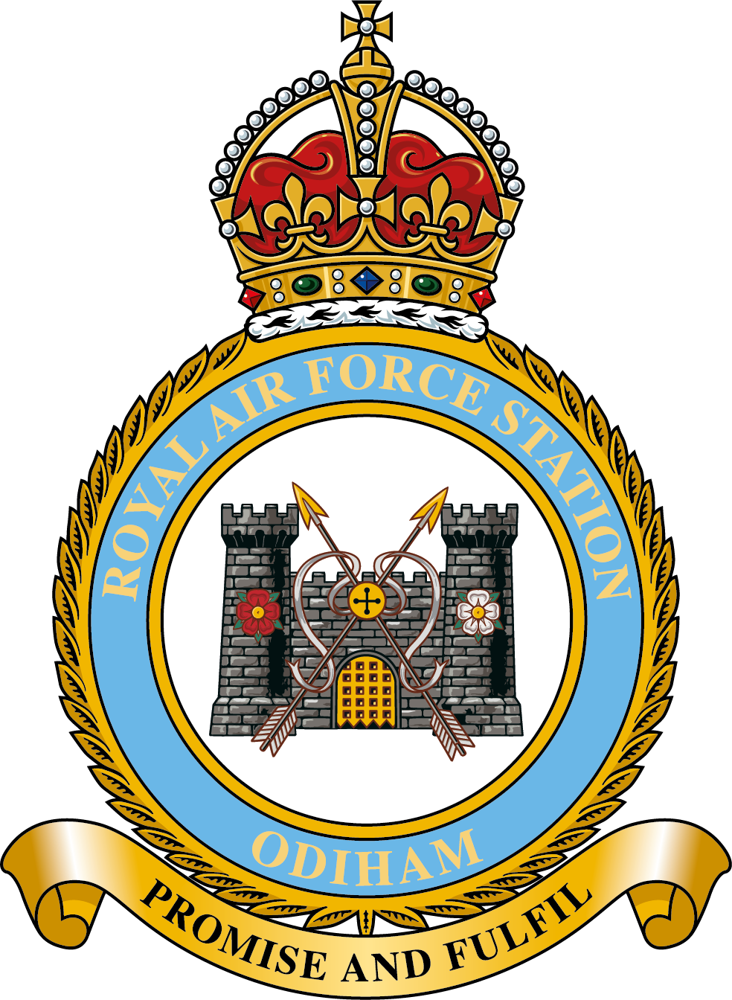 ROYAL AIR FORCE STATION
ODIHAM
PROMISE AND FULFIL